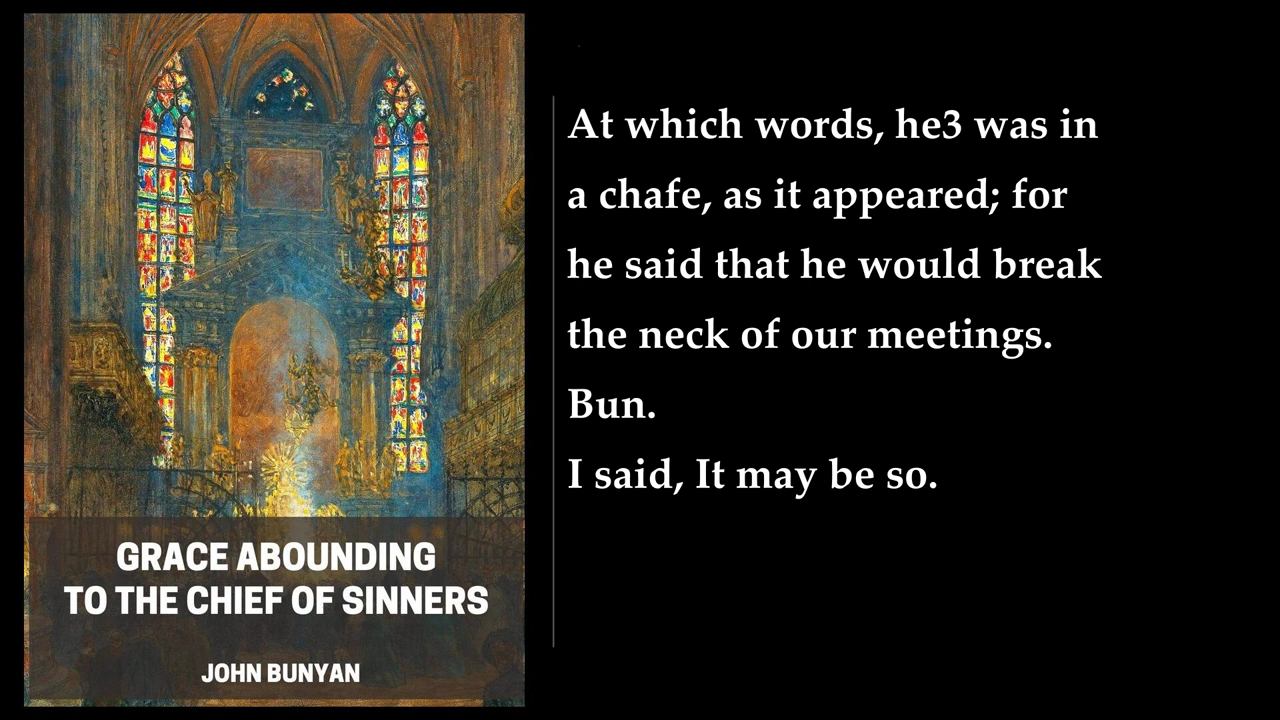 At which words, he3 was in
a chafe, as it appeared; for
he said that he would break
the neck of our meetings.
Bun.
I said, It may be so.
GRACE ABOUNDING
TO THE CHIEF OF SINNERS
JOHN BUNYAN